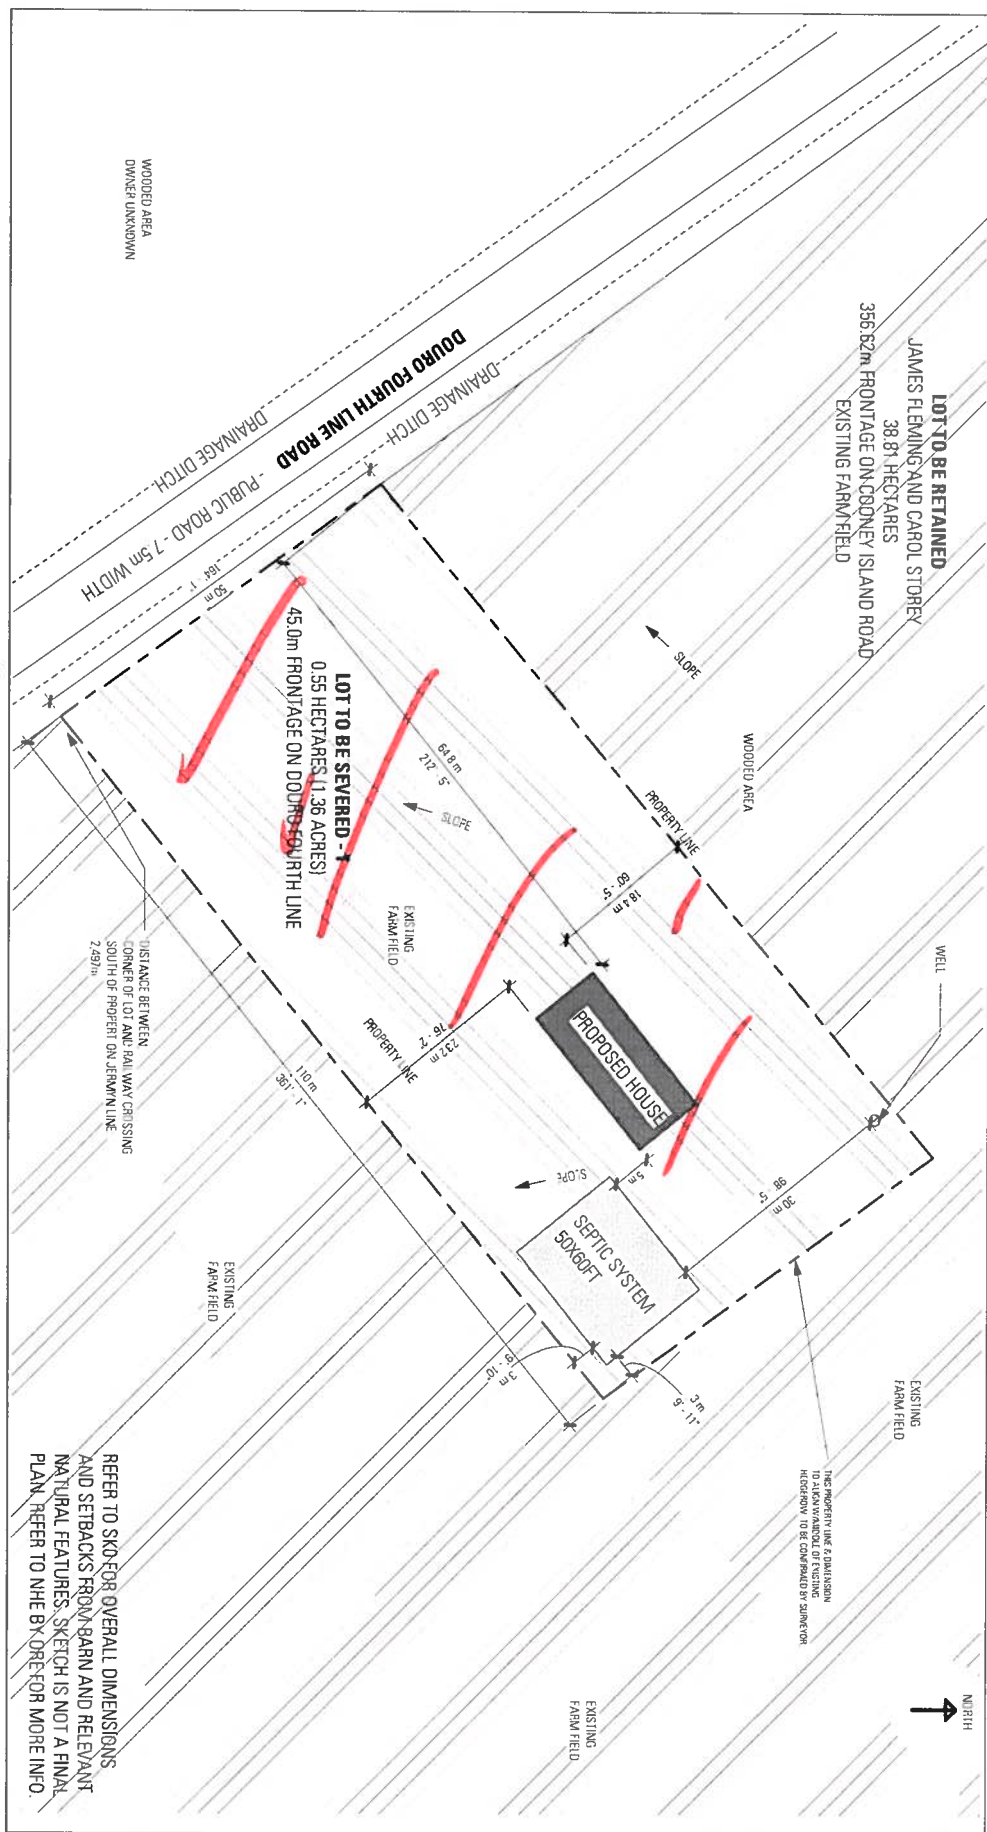 LOT TO BE RETAINED
JAMES FLEMING AND CAROL STOREY
38.81 HECTARES
356.62m FRONTAGE ON COONEY ISLAND ROAD
EXISTING FARM FIELD
WOODED AREA
OWNER UNKNOWN
DRAINAGE DITCH
DOURO FOURTH LINE ROAD
- PUBLIC ROAD - 7.5m WIDTH
-DRAINAGE DITCH-
164' - 1"
50 m
LOT TO BE SEVERED - 1
0.55 HECTARES (1.36 ACRES)
45.0m FRONTAGE ON DOURO FOURTH LINE
64.8 m
212' - 5"
SLOPE
SLOPE
WOODED AREA
PROPERTY LINE
60' - 5"
18.4 m
WELL
EXISTING
FARM FIELD
PROPERTY LINE
76' - 2"
23.2 m
PROPOSED HOUSE
5 m
98' - 5"
30 m
SLOPE
SEPTIC SYSTEM
50X60FT
9' - 10"
3 m
3 m
9' - 11"
110 m
361' - 1"
DISTANCE BETWEEN
CORNER OF LOT AND RAILWAY CROSSING
SOUTH OF PROPERT ON JERMYN LINE
2,497m
EXISTING
FARM FIELD
EXISTING
FARM FIELD
THIS PROPERTY LINE & DIMENSION
TO ALIGN W/MIDDLE OF EXISTING
HEDGEROW. TO BE CONFIRMED BY SURVEYOR
EXISTING
FARM FIELD
NORTH
REFER TO SK0 FOR OVERALL DIMENSIONS
AND SETBACKS FROM BARN AND RELEVANT
NATURAL FEATURES. SKETCH IS NOT A FINAL
PLAN. REFER TO NHE BY ORE FOR MORE INFO.